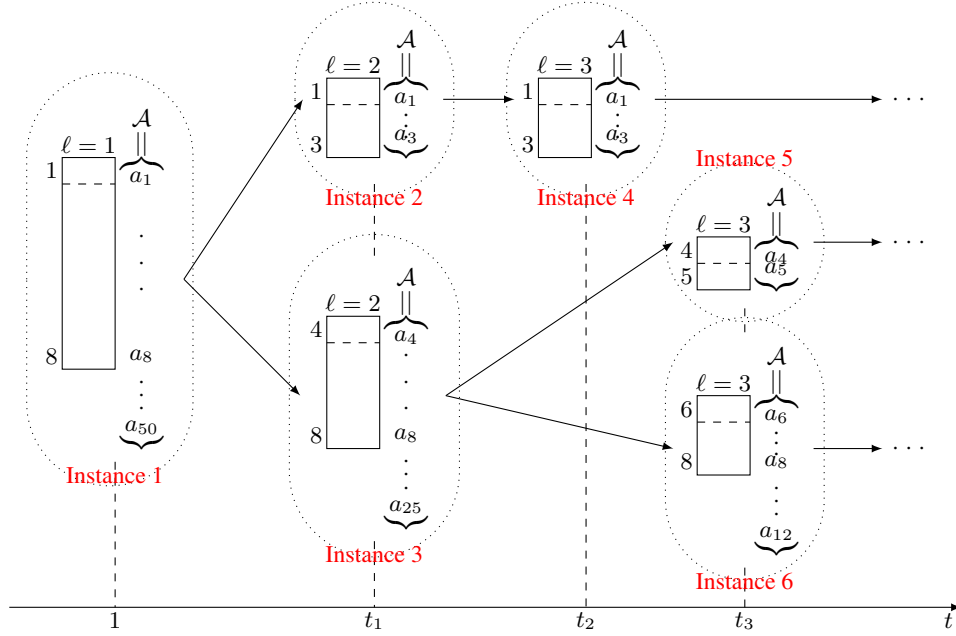 𝒜
ℓ = 1
1
a₁
8
a₈
a₅₀
Instance 1
𝒜
ℓ = 2
1
a₁
3
a₃
Instance 2
𝒜
ℓ = 2
4
a₄
8
a₈
a₂₅
Instance 3
𝒜
ℓ = 3
1
a₁
3
a₃
Instance 4
· · ·
Instance 5
𝒜
ℓ = 3
4
a₄
5
a₅
· · ·
𝒜
ℓ = 3
6
a₆
8
a₈
a₁₂
Instance 6
· · ·
1 t₁ t₂ t₃ t